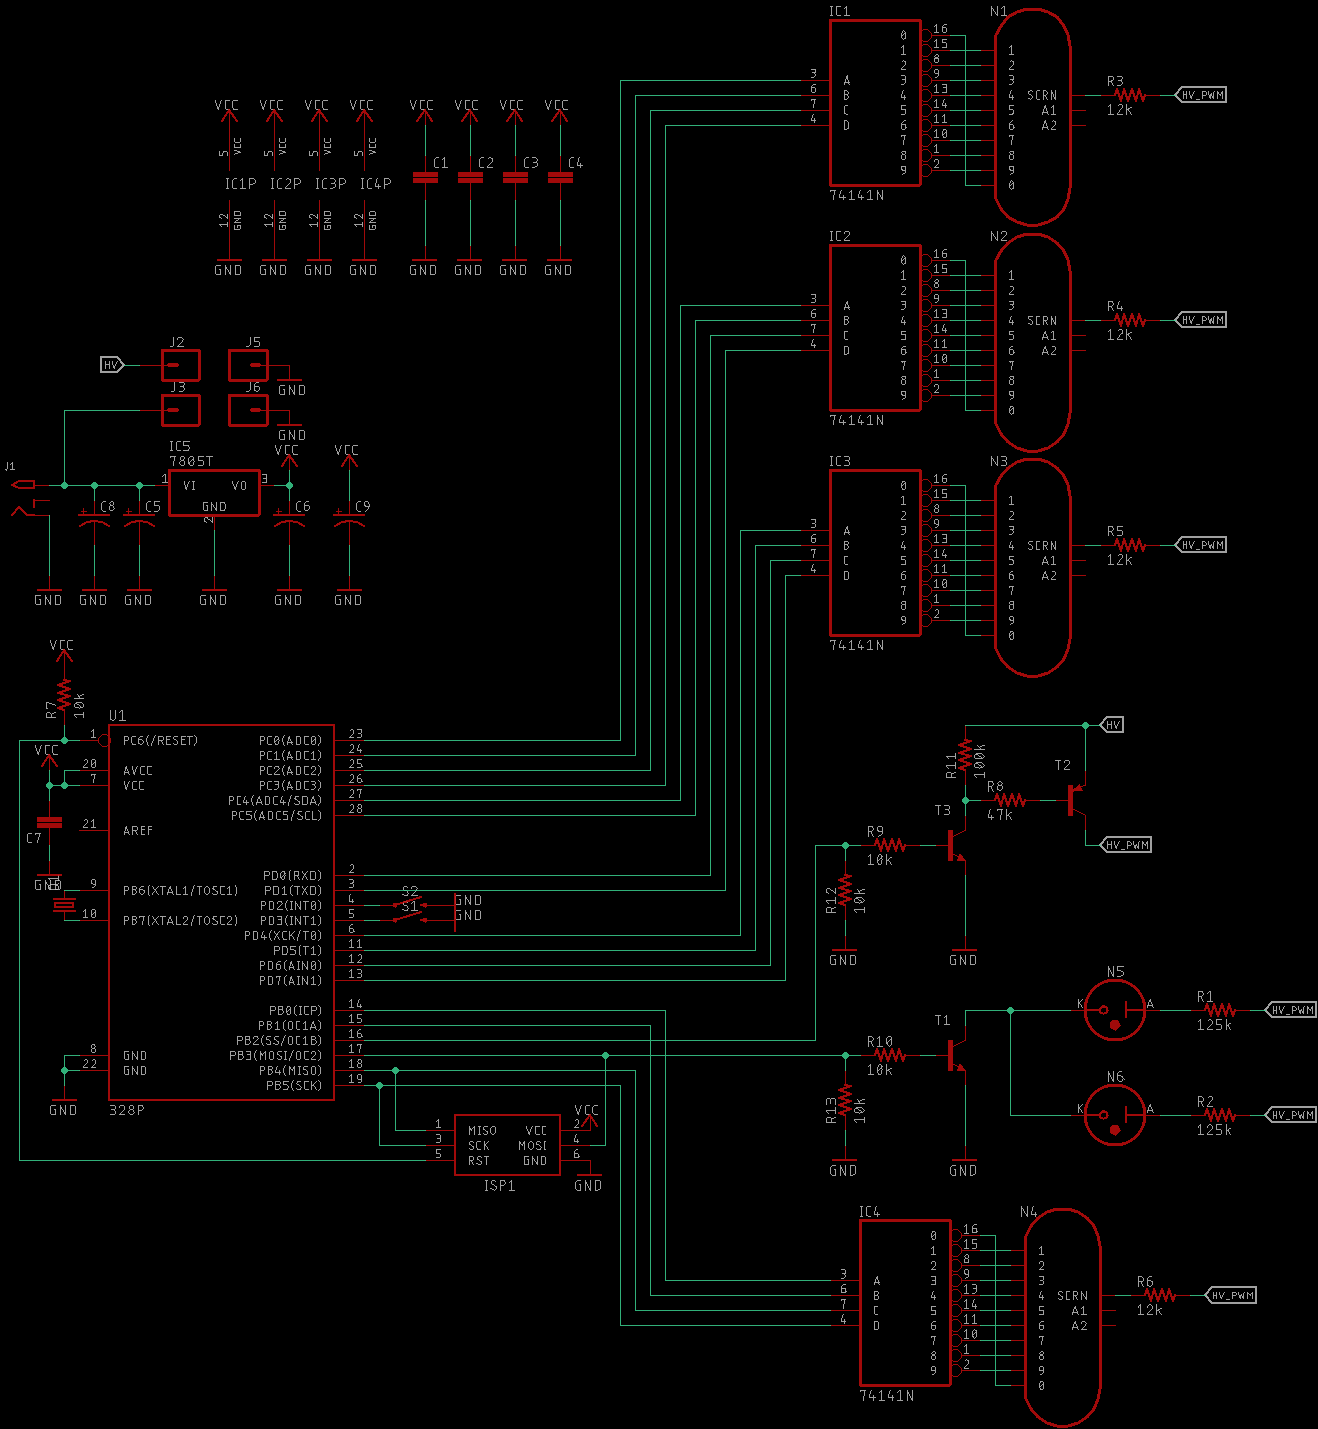 IC1
0 16
1 15
2 8
3 A 3 9
6 B 4 13
7 C 5 14
4 D 6 11
7 10
8 1
9 2
74141N
N1
1
2
3
4 SCRN
5 A1
6 A2
7
8
9
0
R3
12k
HV_PWM
VCC VCC VCC VCC VCC VCC VCC VCC
5 VCC 5 VCC 5 VCC 5 VCC
IC1P IC2P IC3P IC4P
C1 C2 C3 C4
12 GND 12 GND 12 GND 12 GND
GND GND GND GND GND GND GND GND
IC2
0 16
1 15
2 8
3 A 3 9
6 B 4 13
7 C 5 14
4 D 6 11
7 10
8 1
9 2
74141N
N2
1
2
3
4 SCRN
5 A1
6 A2
7
8
9
0
R4
12k
HV_PWM
HV
J2 J5
GND
J3 J6
GND
IC5
7805T
VCC VCC
J1
1 VI VO 3
GND
2
C8 C5 C6 C9
GND GND GND GND GND GND
IC3
0 16
1 15
2 8
3 A 3 9
6 B 4 13
7 C 5 14
4 D 6 11
7 10
8 1
9 2
74141N
N3
1
2
3
4 SCRN
5 A1
6 A2
7
8
9
0
R5
12k
HV_PWM
VCC
R7
10k
U1
1 PC6(/RESET) PC0(ADC0) 23
VCC
PC1(ADC1) 24
20 AVCC PC2(ADC2) 25
7 VCC PC3(ADC3) 26
PC4(ADC4/SDA) 27
PC5(ADC5/SCL) 28
21 AREF
C7
GND
PD0(RXD) 2
9 PB6(XTAL1/TOSC1) PD1(TXD) 3
PD2(INT0) 4
10 PB7(XTAL2/TOSC2) PD3(INT1) 5
PD4(XCK/T0) 6
PD5(T1) 11
PD6(AIN0) 12
PD7(AIN1) 13
PB0(ICP) 14
PB1(OC1A) 15
PB2(SS/OC1B) 16
8 GND PB3(MOSI/OC2) 17
22 GND PB4(MISO) 18
PB5(SCK) 19
GND
328P
S2 GND
S1 GND
HV
R11
100k
T2
R8
47k
T3
R9
10k
HV_PWM
R12
10k
GND GND
N5
K A
R1
125k
HV_PWM
T1
R10
10k
N6
K A
R2
125k
HV_PWM
R13
10k
GND GND
VCC
1 MISO VCC 2
3 SCK MOSI 4
5 RST GND 6
ISP1
GND
IC4
0 16
1 15
2 8
3 A 3 9
6 B 4 13
7 C 5 14
4 D 6 11
7 10
8 1
9 2
74141N
N4
1
2
3
4 SCRN
5 A1
6 A2
7
8
9
0
R6
12k
HV_PWM